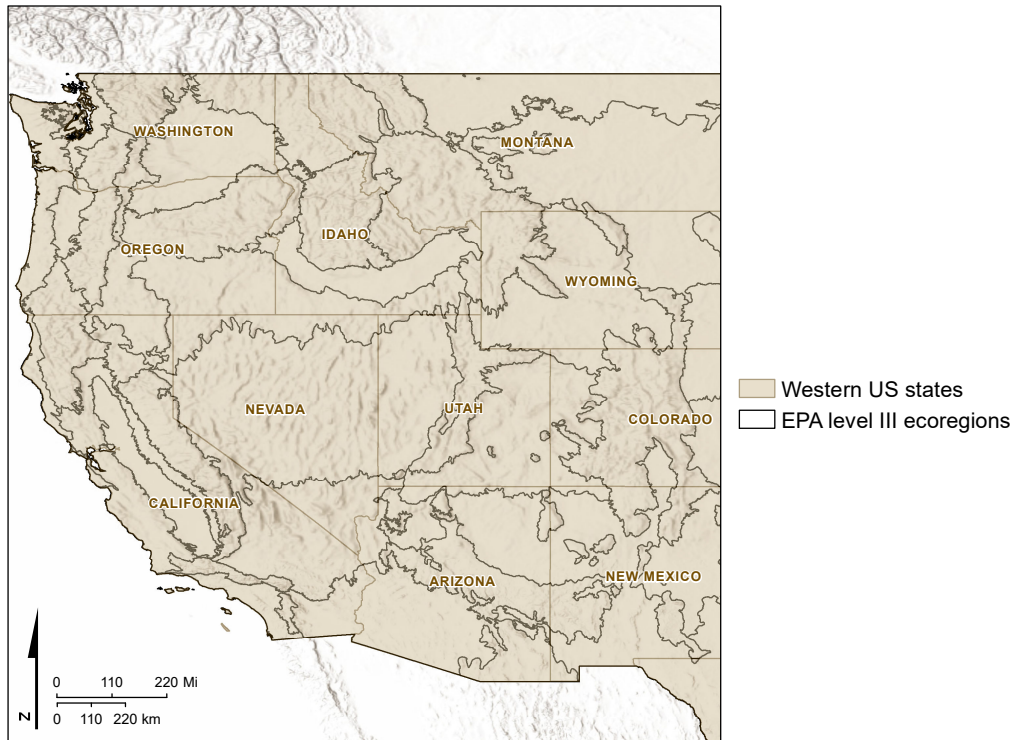 WASHINGTON
MONTANA
IDAHO
OREGON
WYOMING
Western US states
NEVADA
UTAH
COLORADO
EPA level III ecoregions
CALIFORNIA
ARIZONA
NEW MEXICO
0 110 220 Mi
0 110 220 km
N